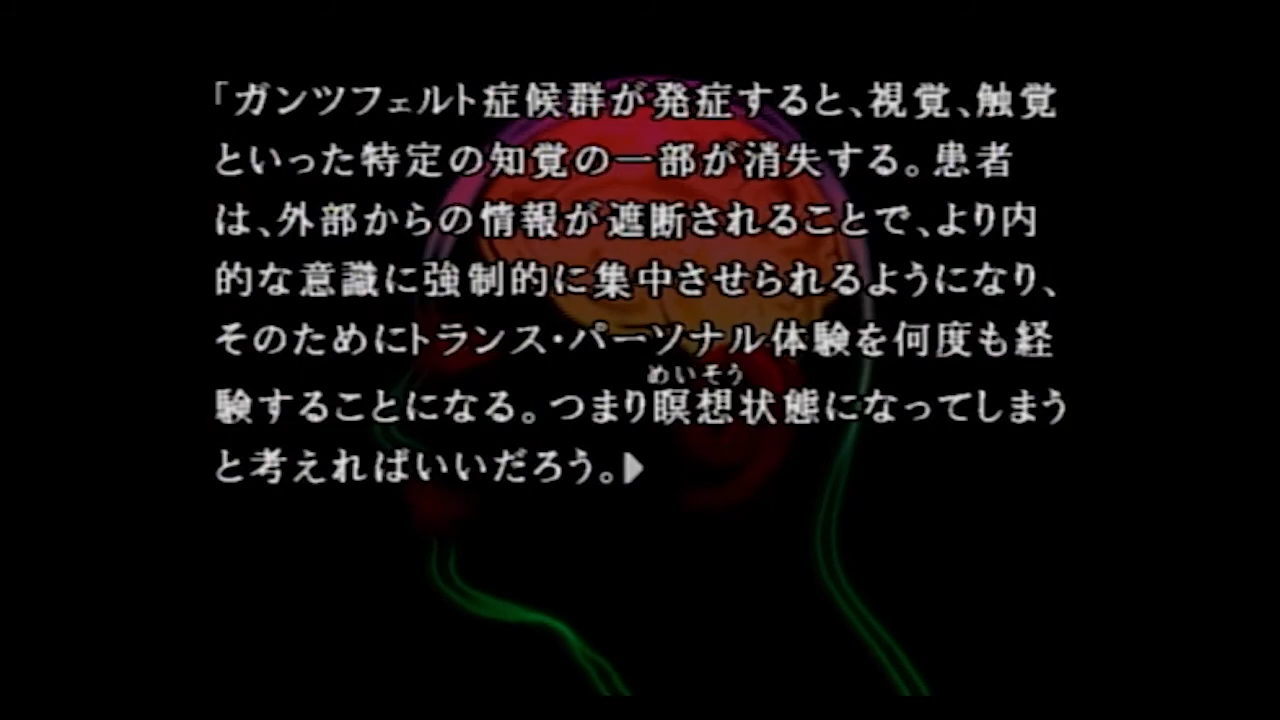 「ガンツフェルト症候群が発症すると、視覚、触覚
といった特定の知覚の一部が消失する。患者
は、外部からの情報が遮断されることで、より内
的な意識に強制的に集中させられるようになり、
そのためにトランス・パーソナル体験を何度も経
めいそう
験することになる。つまり瞑想状態になってしまう
と考えればいいだろう。